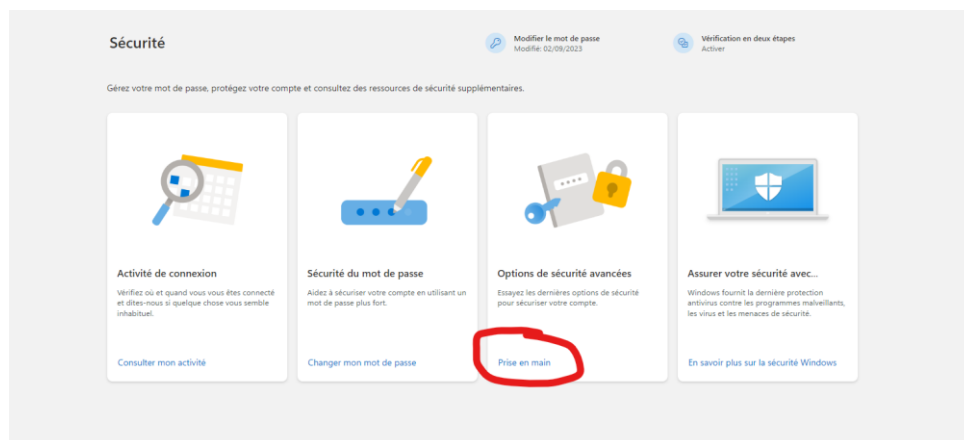 Sécurité
Modifier le mot de passe
Modifié: 02/09/2023
Vérification en deux étapes
Activer
Gérez votre mot de passe, protégez votre compte et consultez des ressources de sécurité supplémentaires.
Activité de connexion
Vérifiez où et quand vous vous êtes connecté
et dites-nous si quelque chose vous semble
inhabituel.
Consulter mon activité
Sécurité du mot de passe
Aidez à sécuriser votre compte en utilisant un
mot de passe plus fort.
Changer mon mot de passe
Options de sécurité avancées
Essayez les dernières options de sécurité
pour sécuriser votre compte.
Prise en main
Assurer votre sécurité avec...
Windows fournit la dernière protection
antivirus contre les programmes malveillants,
les virus et les menaces de sécurité.
En savoir plus sur la sécurité Windows